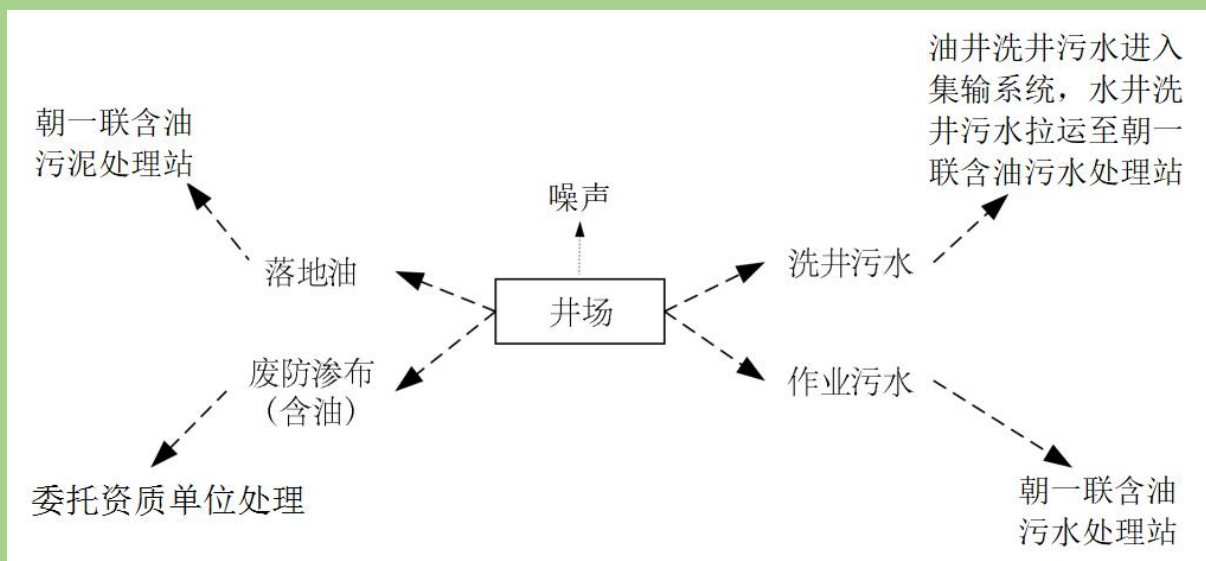 油井洗井污水进入
集输系统，水井洗
井污水拉运至朝一
联含油污水处理站
朝一联含油
污泥处理站
噪声
落地油
洗井污水
井场
废防渗布
（含油）
作业污水
委托资质单位处理
朝一联含油
污水处理站